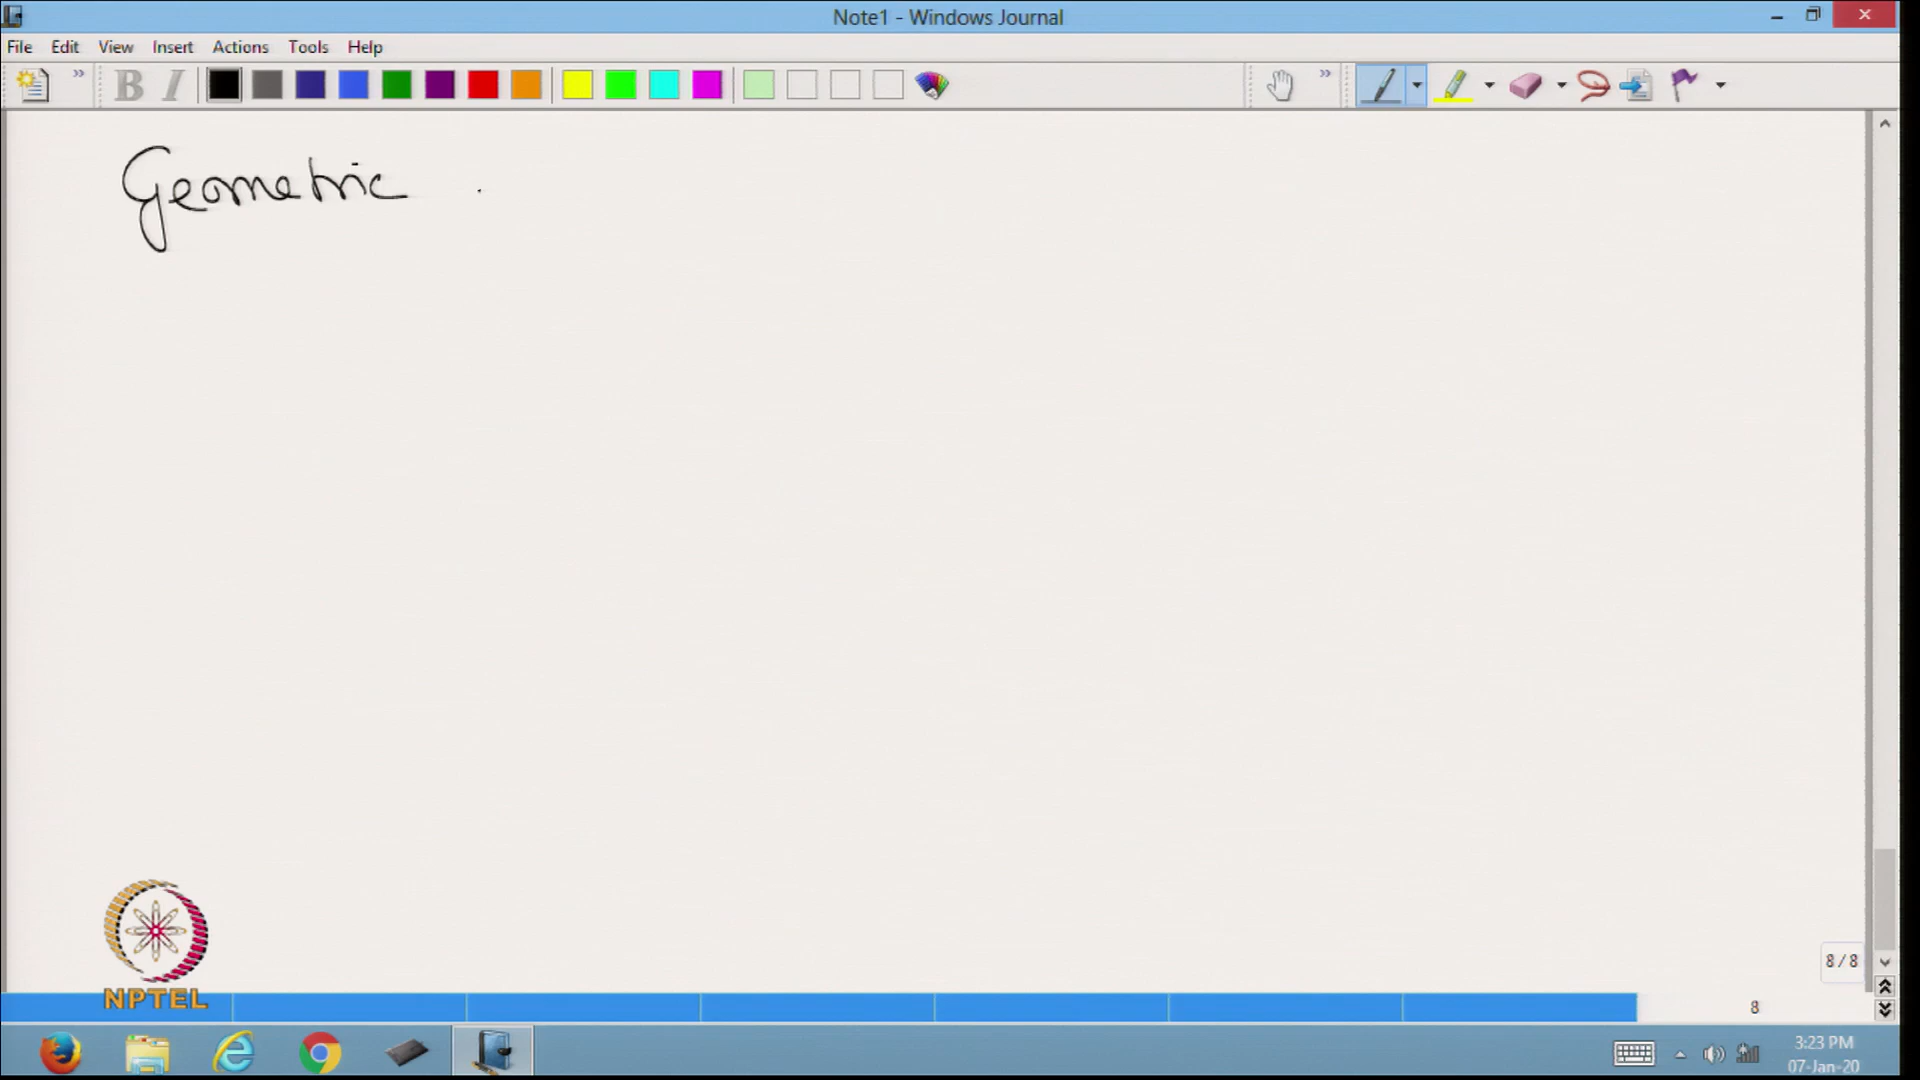 Note1 - Windows Journal
File Edit View Insert Actions Tools Help
B I
Geometric
8 / 8
NPTEL
8
3:23 PM
07-Jan-20